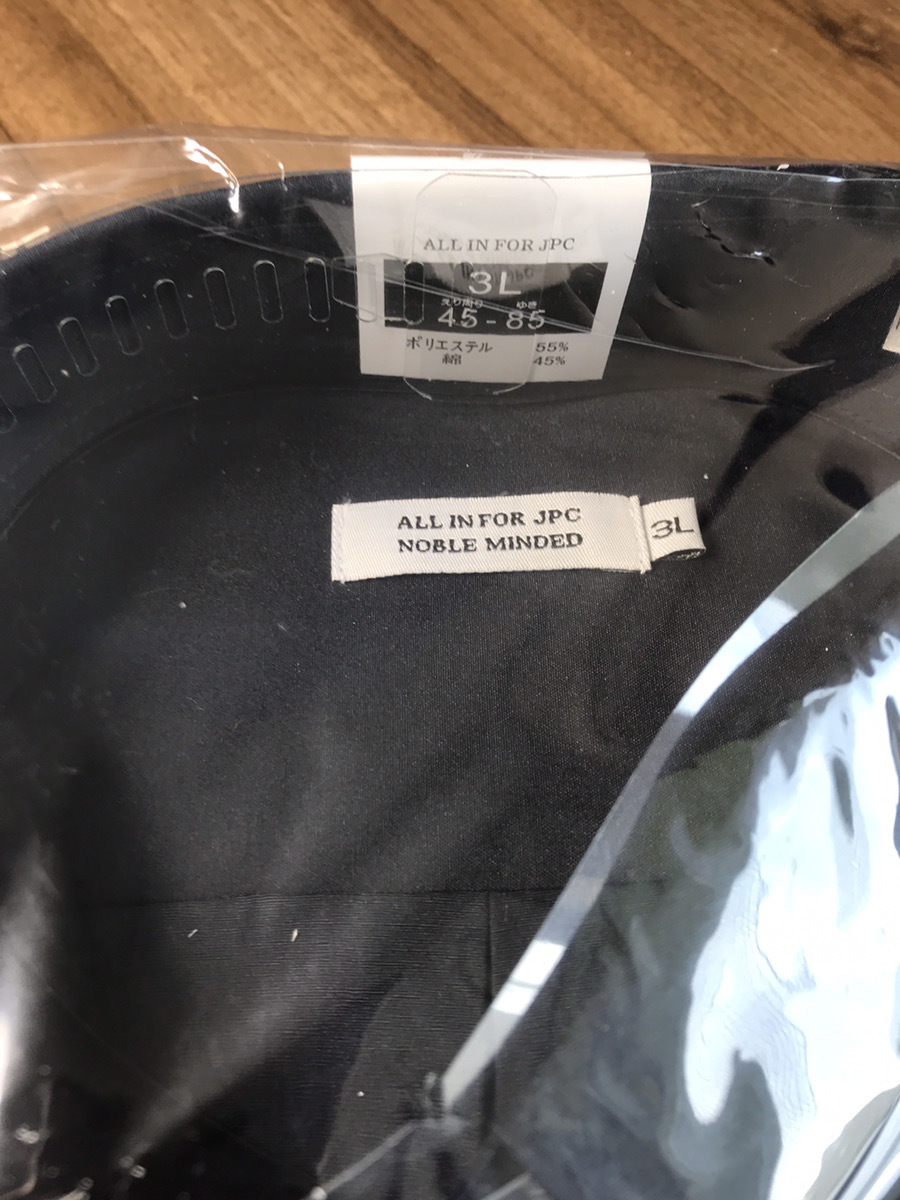 ALL IN FOR JPC
3L
えり周り ゆき
45-85
ポリエステル 55%
綿 45%
ALL IN FOR JPC
NOBLE MINDED
3L